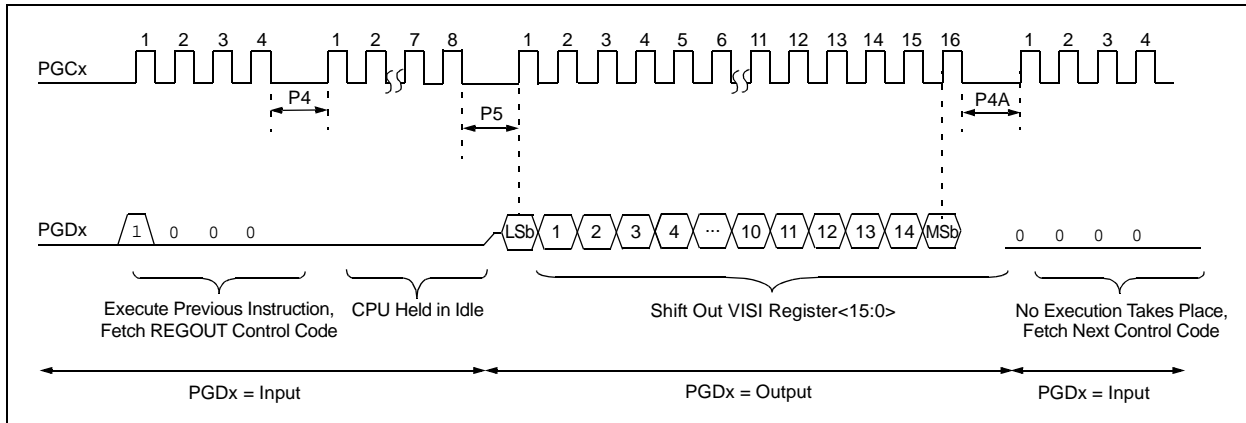 1 2 3 4 1 2 7 8 1 2 3 4 5 6 11 12 13 14 15 16 1 2 3 4
PGCx
P4 P5 P4A
PGDx 1 0 0 0 LSb 1 2 3 4 ... 10 11 12 13 14 MSb 0 0 0 0
Execute Previous Instruction,
Fetch REGOUT Control Code
CPU Held in Idle
Shift Out VISI Register<15:0>
No Execution Takes Place,
Fetch Next Control Code
PGDx = Input PGDx = Output PGDx = Input